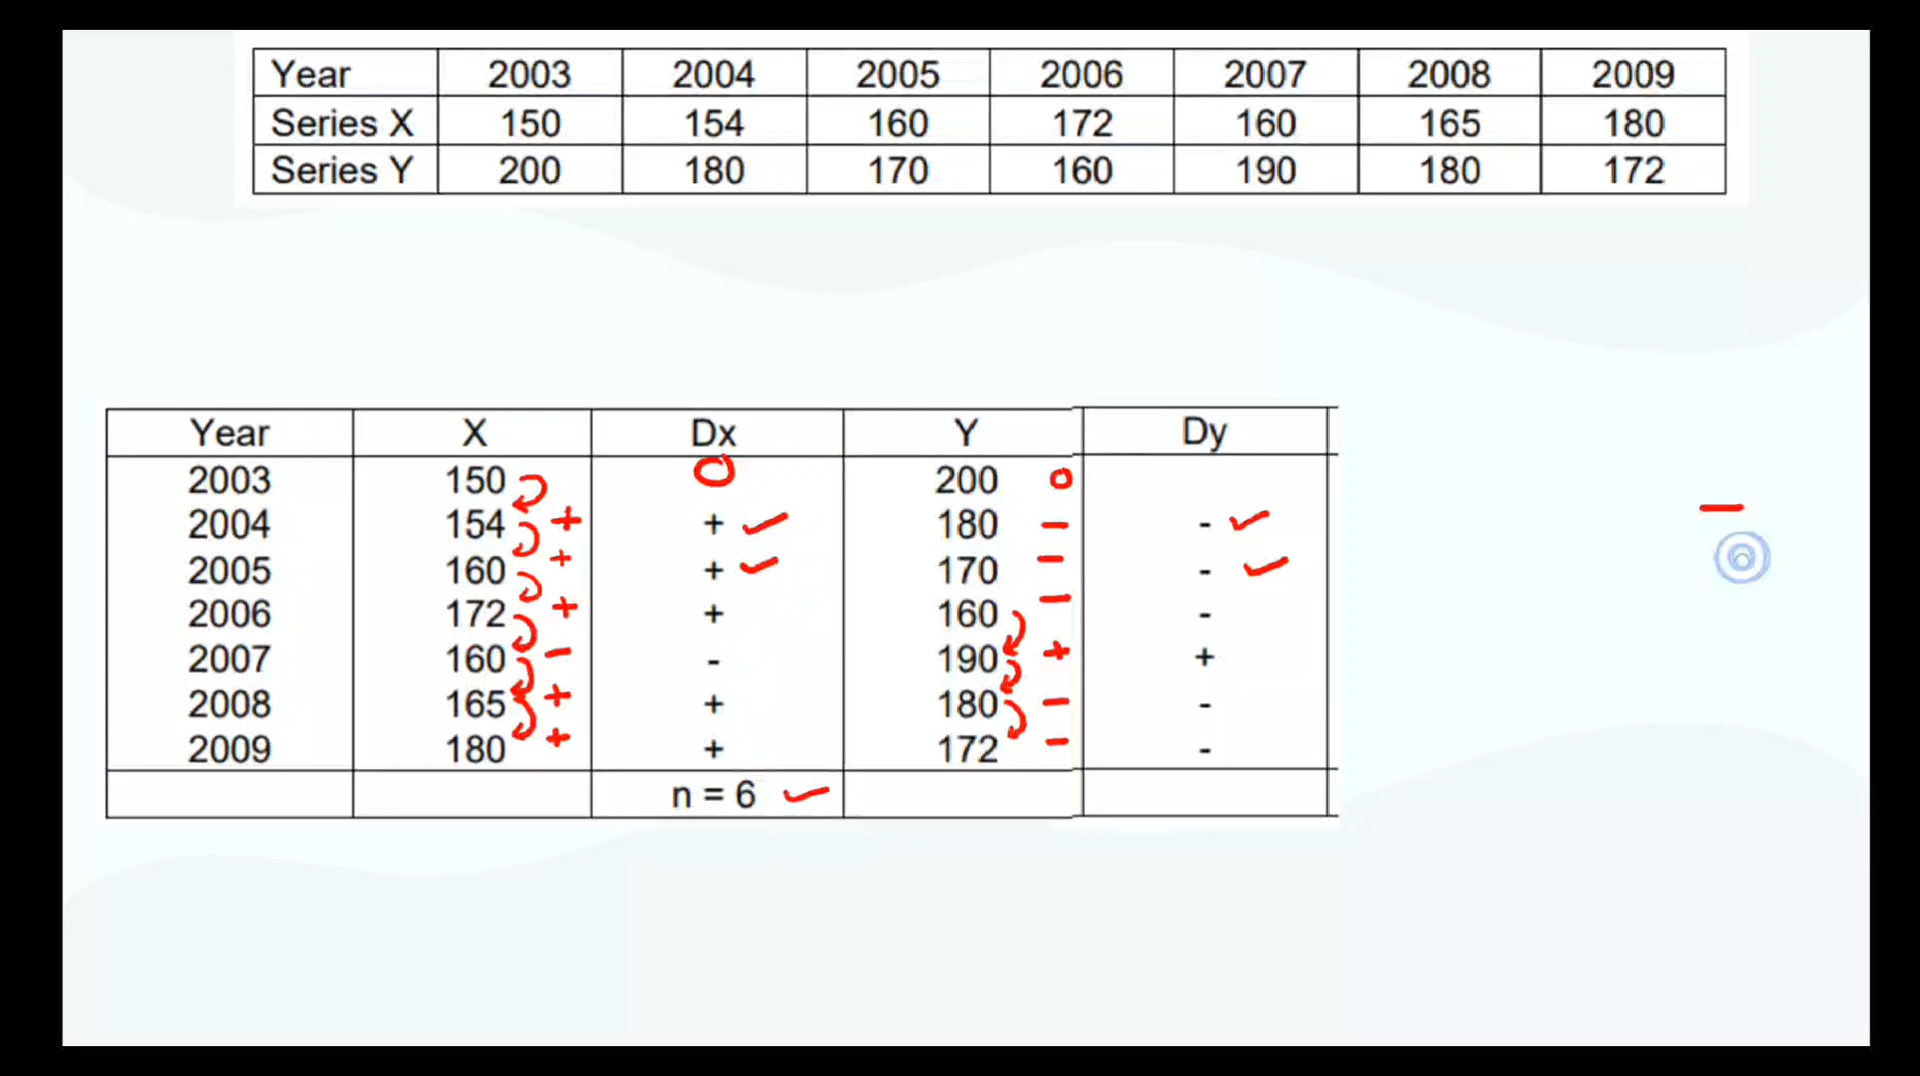 Year 2003 2004 2005 2006 2007 2008 2009
Series X 150 154 160 172 160 165 180
Series Y 200 180 170 160 190 180 172
Year X Dx Y Dy
2003 150 0 200 0
2004 154 + + 180 - -
2005 160 + + 170 - -
2006 172 + + 160 - -
2007 160 - - 190 + +
2008 165 + + 180 - -
2009 180 + + 172 - -
n = 6